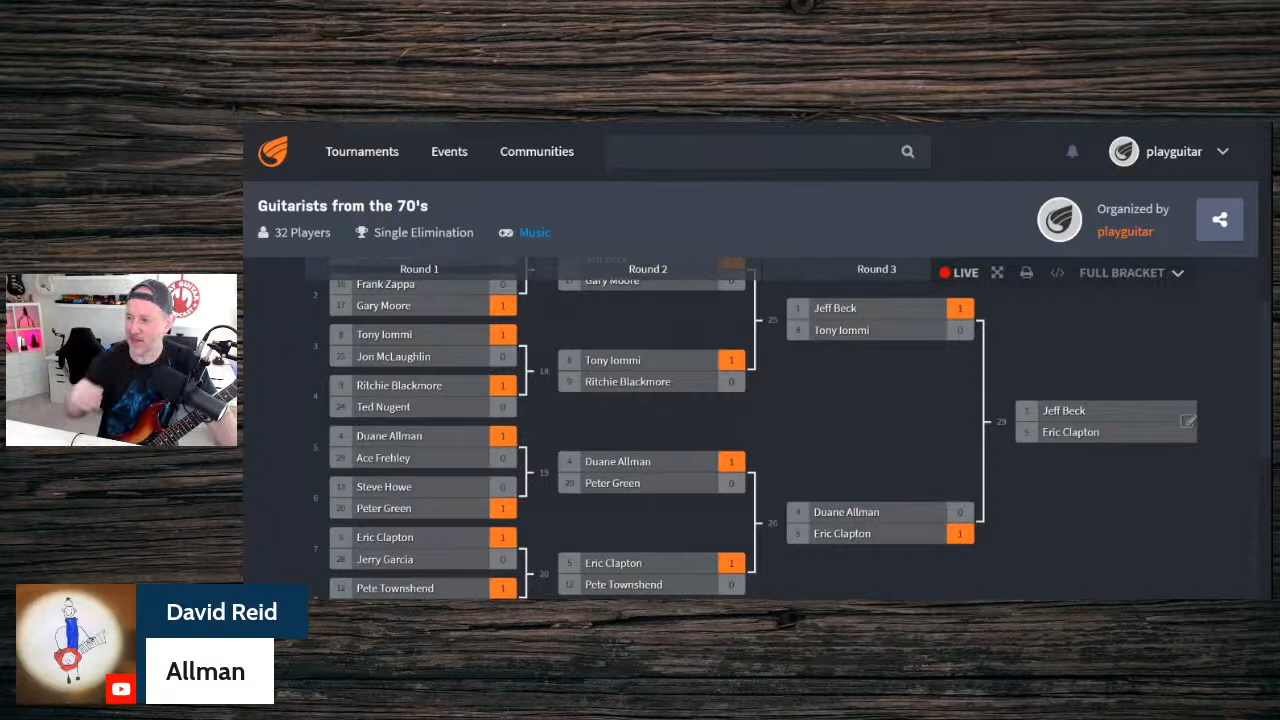 Tournaments Events Communities playguitar
Guitarists from the 70's
32 Players Single Elimination Music
Organized by
playguitar
Round 1 Round 2 Round 3 LIVE FULL BRACKET
Jeff Beck
Gary Moore 0
2
16 Frank Zappa 0
17 Gary Moore 1
3
8 Tony Iommi 1
25 Jon McLaughlin 0
4
9 Ritchie Blackmore 1
24 Ted Nugent 0
5
4 Duane Allman 1
29 Ace Frehley 0
6
13 Steve Howe 0
20 Peter Green 1
7
5 Eric Clapton 1
28 Jerry Garcia 0
12 Pete Townshend 1
18
8 Tony Iommi 1
9 Ritchie Blackmore 0
19
4 Duane Allman 1
20 Peter Green 0
20
5 Eric Clapton 1
12 Pete Townshend 0
25
1 Jeff Beck 1
8 Tony Iommi 0
26
4 Duane Allman 0
5 Eric Clapton 1
29
1 Jeff Beck
5 Eric Clapton
David Reid
Allman